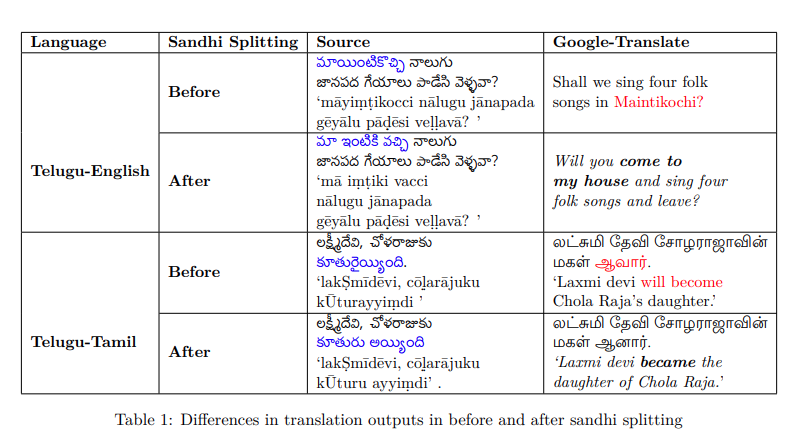 Language Sandhi Splitting Source Google-Translate
Telugu-English
Before
మాయింటికొచ్చి నాలుగు
జానపద గేయాలు పాడేసి వెళ్ళవా?
‘māyiṃṭikocci nālugu jānapada
gēyālu pāḍēsi veḷḷavā? ’
Shall we sing four folk
songs in Maintikochi?
After
మా ఇంటికి వచ్చి నాలుగు
జానపద గేయాలు పాడేసి వెళ్ళవా?
‘mā iṃṭiki vacci
nālugu jānapada
gēyālu pāḍēsi veḷḷavā? ’
Will you come to
my house and sing four
folk songs and leave?
Telugu-Tamil
Before
లక్ష్మీదేవి, చోళరాజుకు
కూతురైయ్యింది.
‘lakṢmīdēvi, cōḷarājuku
kŪturayyiṃdi ’
லட்சுமி தேவி சோழராஜாவின்
மகள் ஆவார்.
‘Laxmi devi will become
Chola Raja’s daughter.’
After
లక్ష్మీదేవి, చోళరాజుకు
కూతురు అయ్యింది
‘lakṢmīdēvi, cōḷarājuku
kŪturu ayyiṃdi’ .
லட்சுமி தேவி சோழராஜாவின்
மகள் ஆனார்.
‘Laxmi devi became the
daughter of Chola Raja.’
Table 1: Differences in translation outputs in before and after sandhi splitting